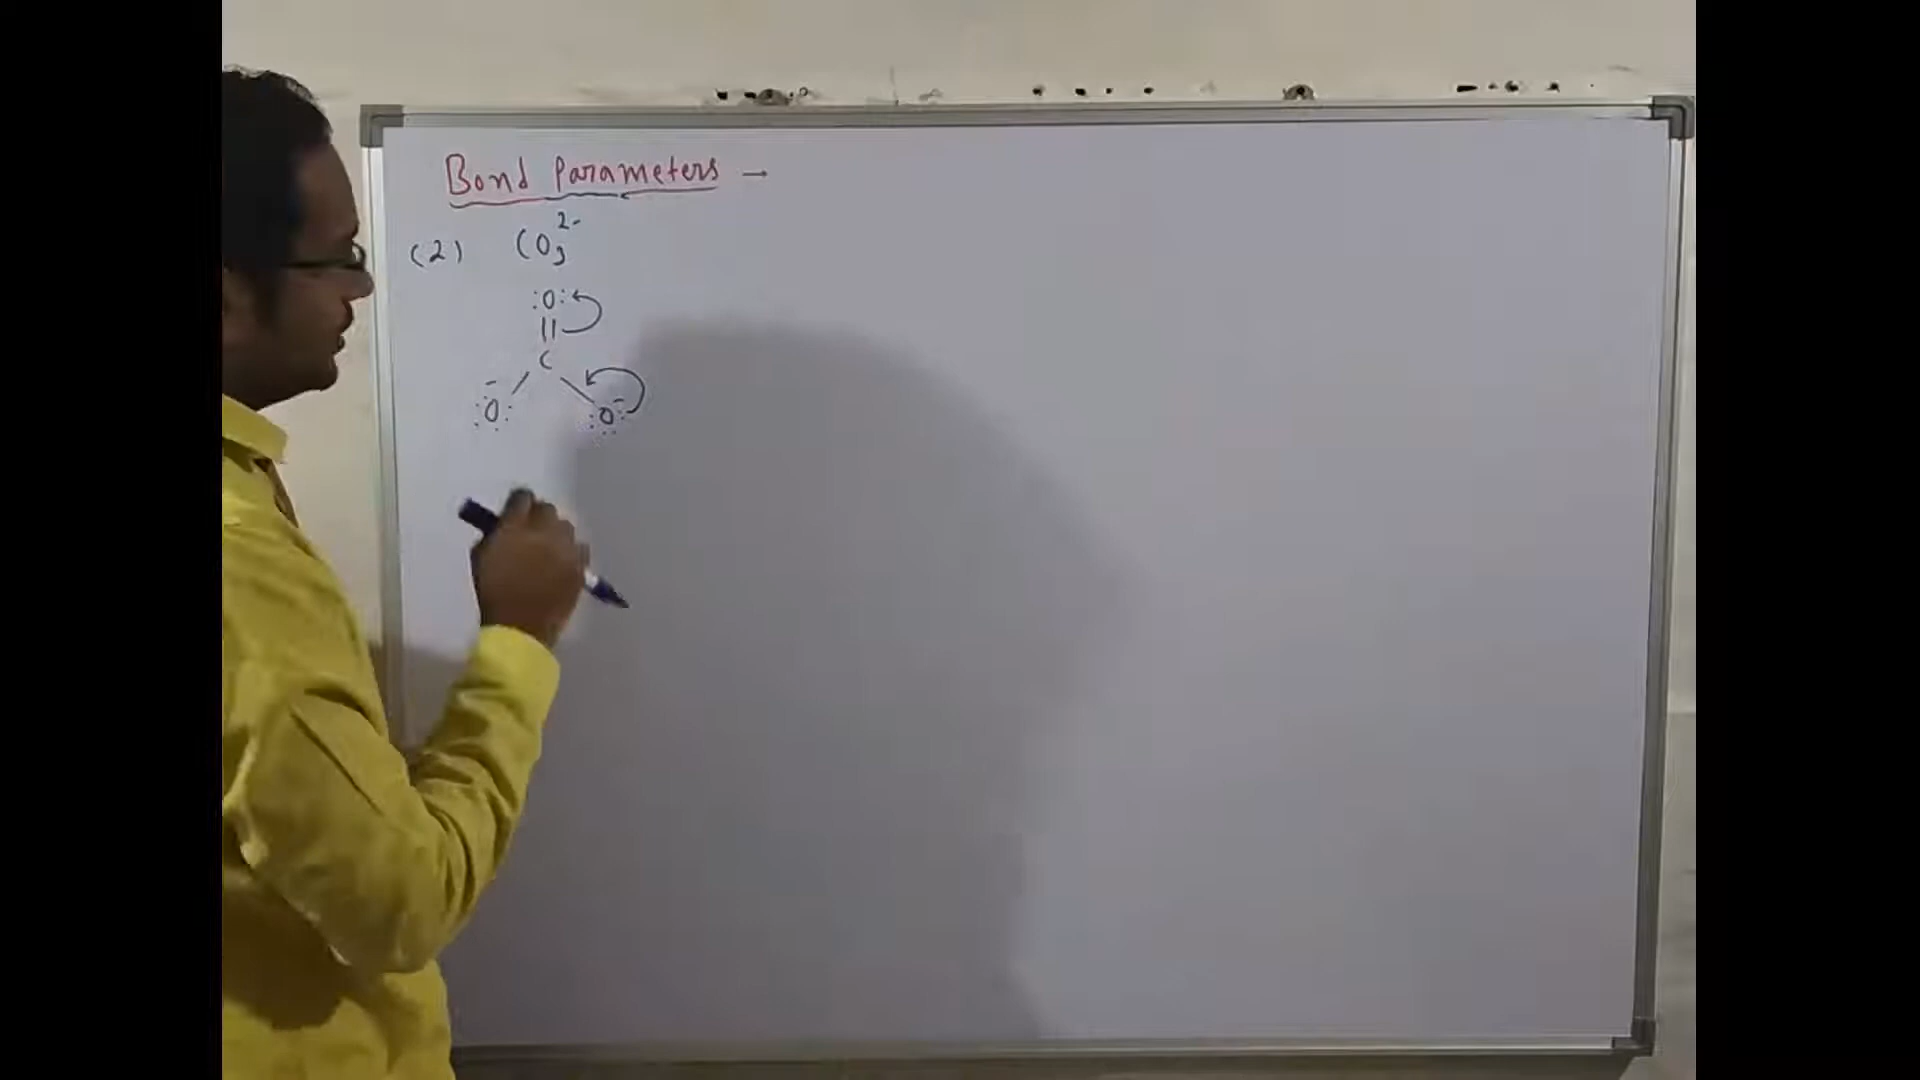 Bond Parameters →
(2) CO₃²⁻
:O:
||
C
⁻ / \
:O: :O:⁻